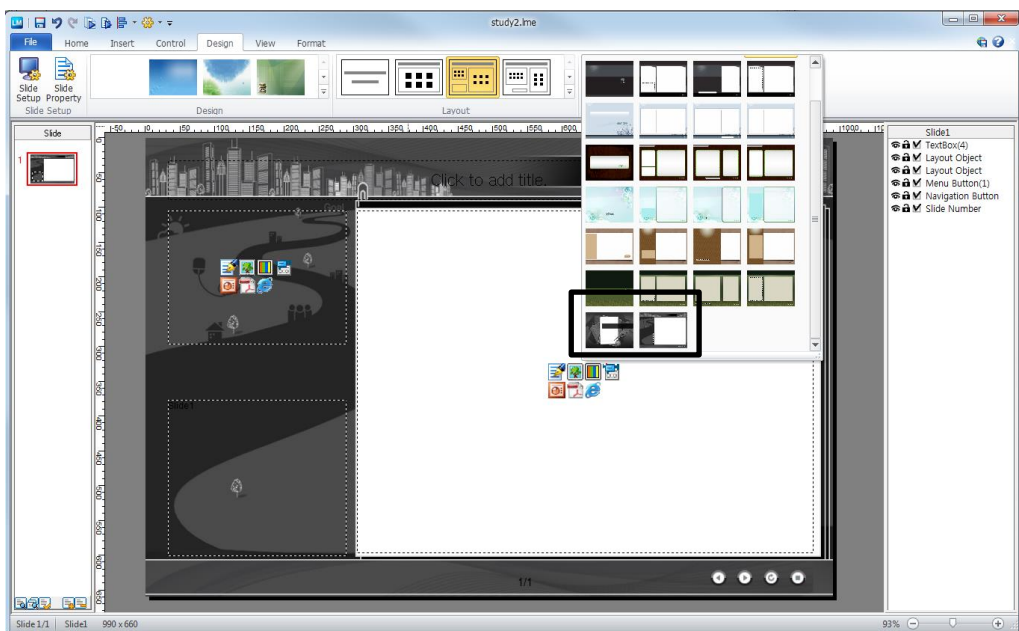 study2.lme
File Home Insert Control Design View Format
Slide Setup
Slide Property
Slide Setup
Design
Layout
Slide
1
Click to add title.
Goal
Slide1
1/1
Slide1
TextBox(4)
Layout Object
Layout Object
Menu Button(1)
Navigation Button
Slide Number
Slide 1/1 Slide1 990 x 660
93%